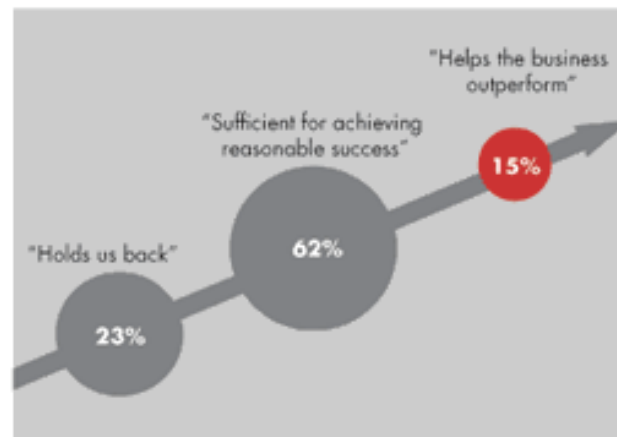 "Helps the business
outperform"
"Sufficient for achieving
reasonable success"
15%
62%
"Holds us back"
23%